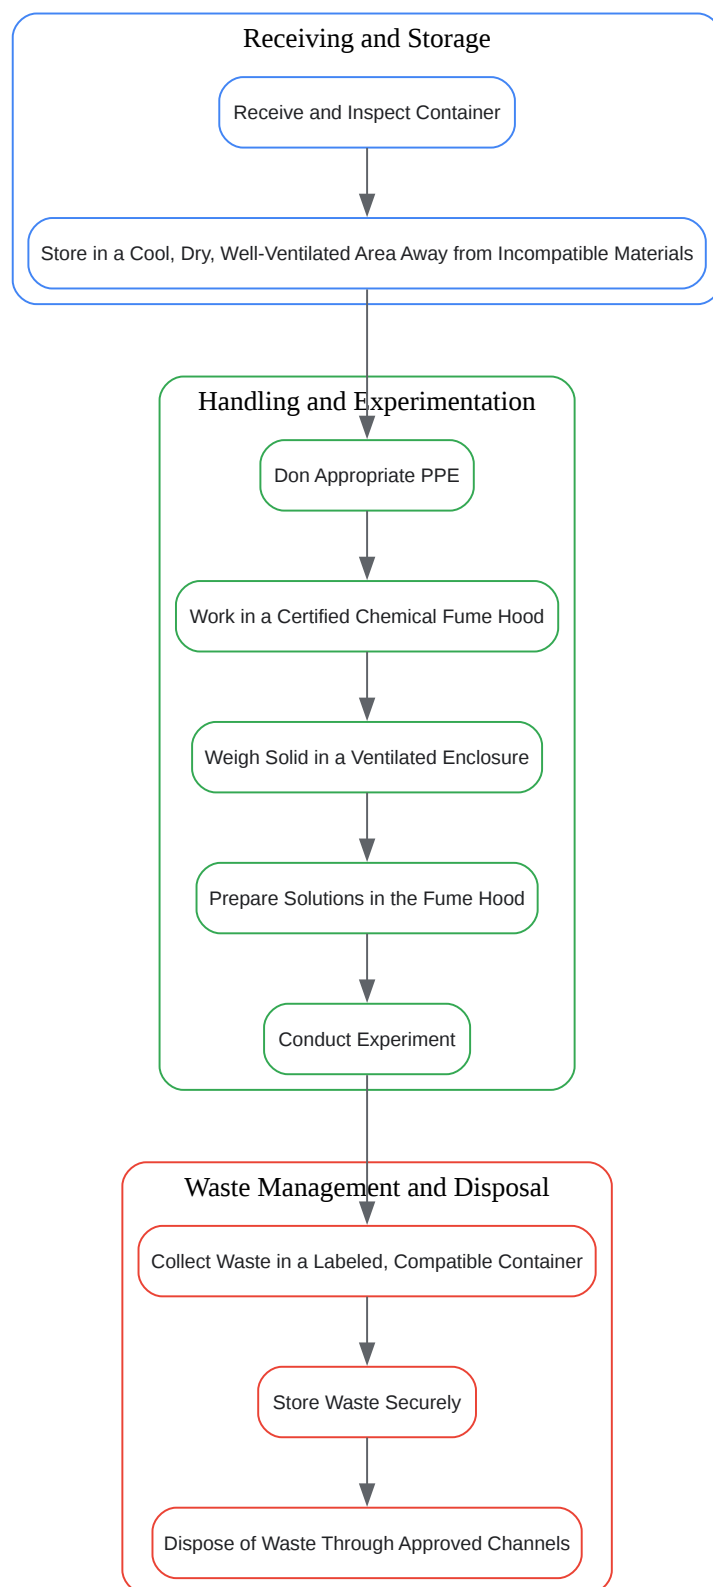 Receiving and Storage
Receive and Inspect Container
Store in a Cool, Dry, Well-Ventilated Area Away from Incompatible Materials
Handling and Experimentation
Don Appropriate PPE
Work in a Certified Chemical Fume Hood
Weigh Solid in a Ventilated Enclosure
Prepare Solutions in the Fume Hood
Conduct Experiment
Waste Management and Disposal
Collect Waste in a Labeled, Compatible Container
Store Waste Securely
Dispose of Waste Through Approved Channels